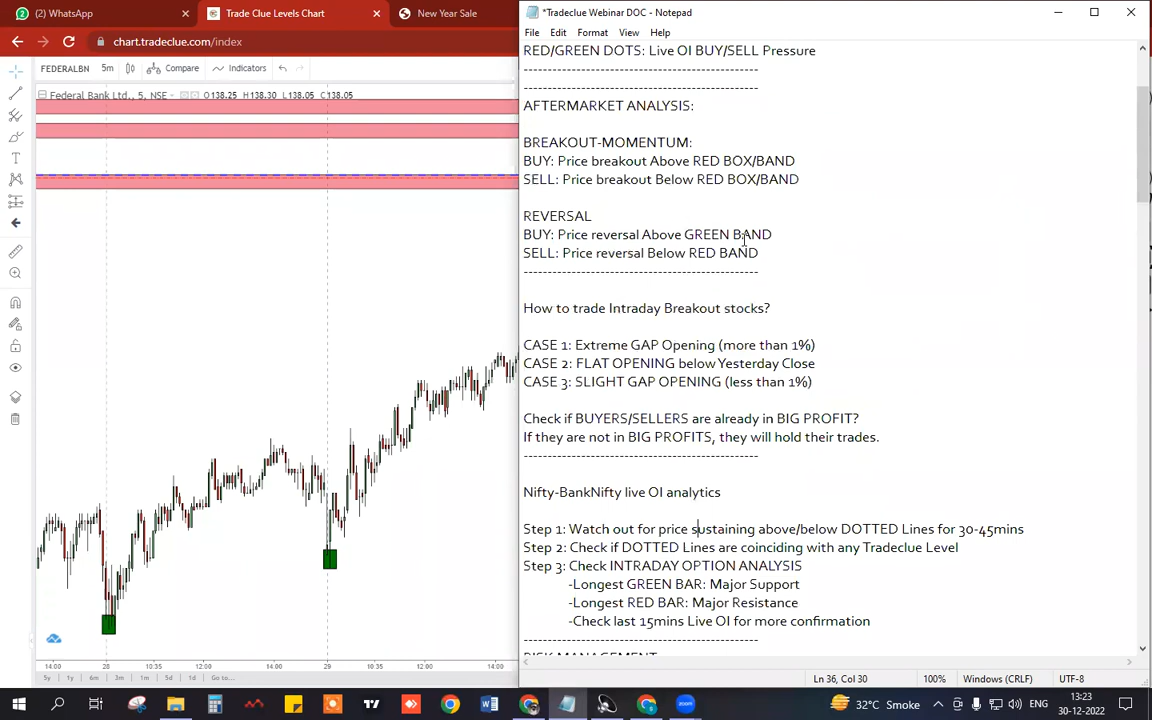 (2) WhatsApp
Trade Clue Levels Chart
New Year Sale
chart.tradeclue.com/index
FEDERALBN
5m
Compare
Indicators
Federal Bank Ltd., 5, NSE
O138.25 H138.30 L138.05 C138.05
14:00 28 10:35 12:00 14:00 29 10:35 12:00 14:00
5y 1y 6m 3m 1m 5d 1d Go to...
*Tradeclue Webinar DOC - Notepad
File Edit Format View Help
RED/GREEN DOTS: Live OI BUY/SELL Pressure
---------------------------------------------
---------------------------------------------
AFTERMARKET ANALYSIS:
BREAKOUT-MOMENTUM:
BUY: Price breakout Above RED BOX/BAND
SELL: Price breakout Below RED BOX/BAND
REVERSAL
BUY: Price reversal Above GREEN BAND
SELL: Price reversal Below RED BAND
---------------------------------------------
How to trade Intraday Breakout stocks?
CASE 1: Extreme GAP Opening (more than 1%)
CASE 2: FLAT OPENING below Yesterday Close
CASE 3: SLIGHT GAP OPENING (less than 1%)
Check if BUYERS/SELLERS are already in BIG PROFIT?
If they are not in BIG PROFITS, they will hold their trades.
---------------------------------------------
Nifty-BankNifty live OI analytics
Step 1: Watch out for price sustaining above/below DOTTED Lines for 30-45mins
Step 2: Check if DOTTED Lines are coinciding with any Tradeclue Level
Step 3: Check INTRADAY OPTION ANALYSIS
-Longest GREEN BAR: Major Support
-Longest RED BAR: Major Resistance
-Check last 15mins Live OI for more confirmation
---------------------------------------------
RISK MANAGEMENT
Ln 36, Col 30
100%
Windows (CRLF)
UTF-8
32°C Smoke
ENG
13:23
30-12-2022